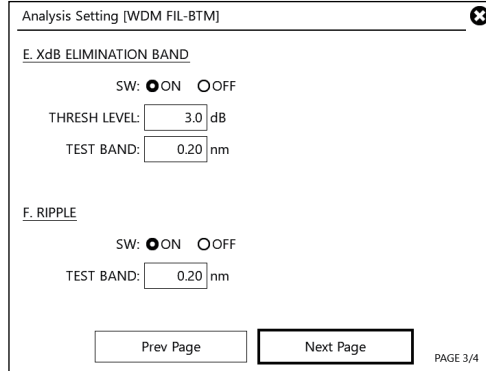 Analysis Setting [WDM FIL-BTM]
E. XdB ELIMINATION BAND
SW: ON OFF
THRESH LEVEL: 3.0 dB
TEST BAND: 0.20 nm
F. RIPPLE
SW: ON OFF
TEST BAND: 0.20 nm
Prev Page Next Page
PAGE 3/4